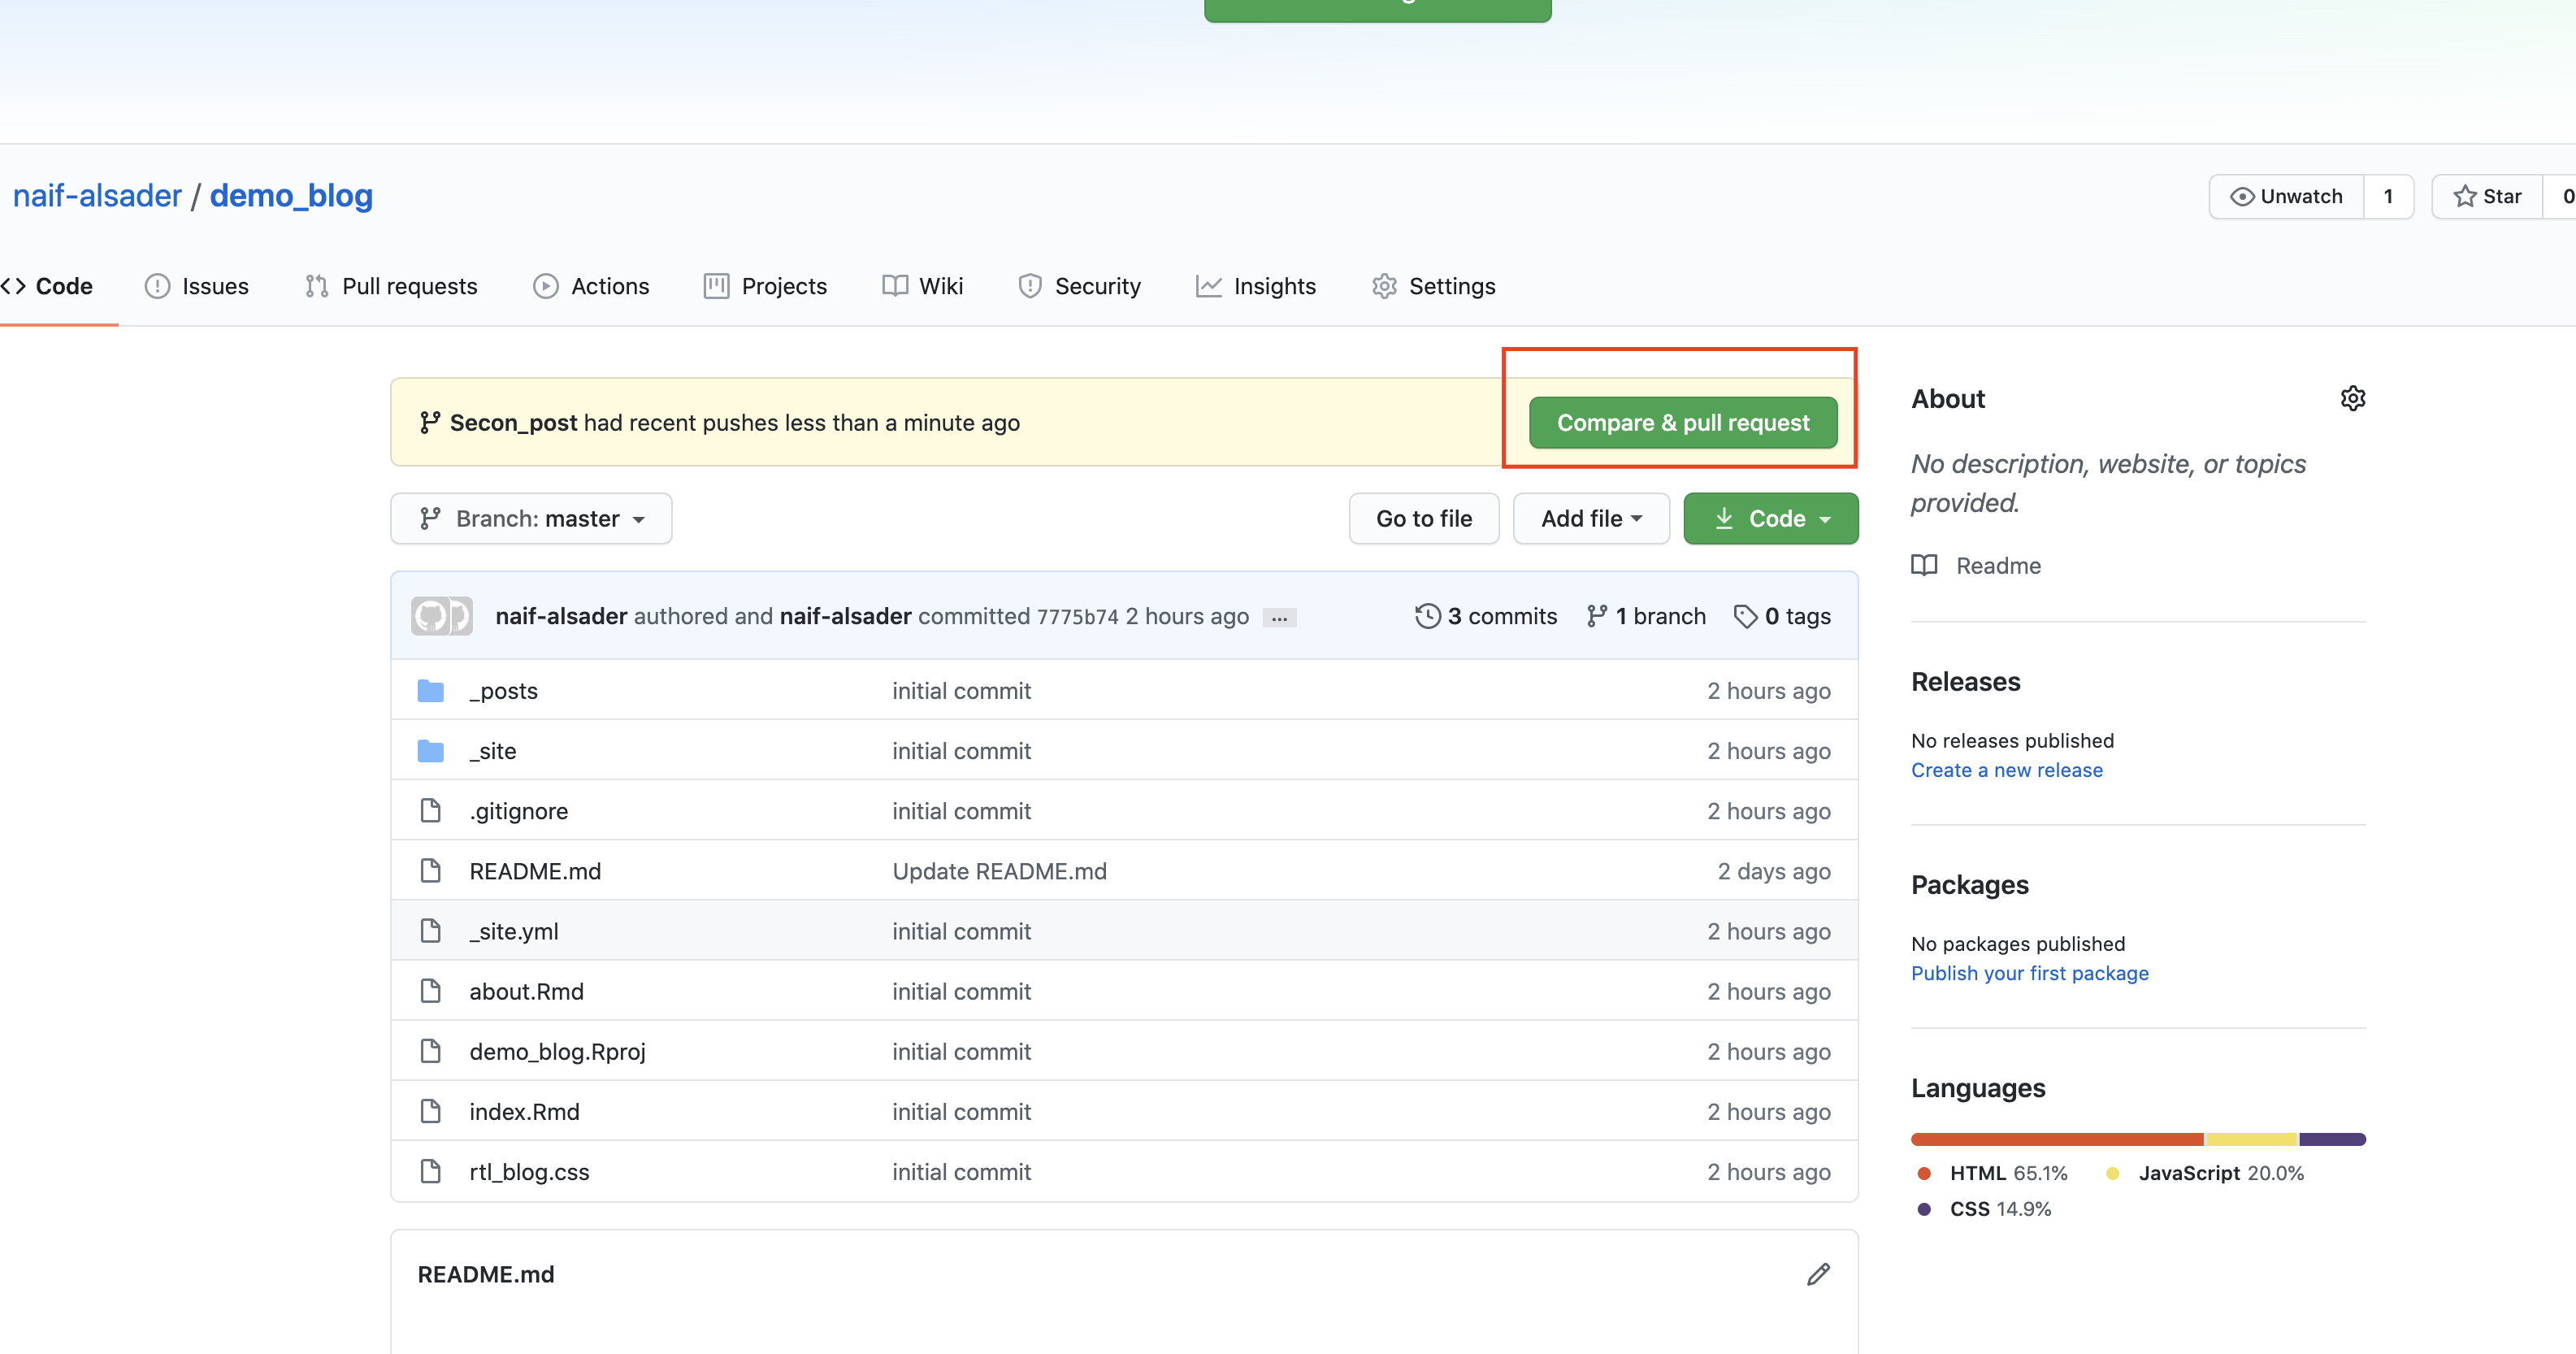 naif-alsader / demo_blog
Unwatch 1 Star 0
Code Issues Pull requests Actions Projects Wiki Security Insights Settings
Secon_post had recent pushes less than a minute ago
Compare & pull request
Branch: master
Go to file
Add file
Code
naif-alsader authored and naif-alsader committed 7775b74 2 hours ago ...
3 commits 1 branch 0 tags
_posts initial commit 2 hours ago
_site initial commit 2 hours ago
.gitignore initial commit 2 hours ago
README.md Update README.md 2 days ago
_site.yml initial commit 2 hours ago
about.Rmd initial commit 2 hours ago
demo_blog.Rproj initial commit 2 hours ago
index.Rmd initial commit 2 hours ago
rtl_blog.css initial commit 2 hours ago
README.md
About
No description, website, or topics
provided.
Readme
Releases
No releases published
Create a new release
Packages
No packages published
Publish your first package
Languages
HTML 65.1% JavaScript 20.0%
CSS 14.9%